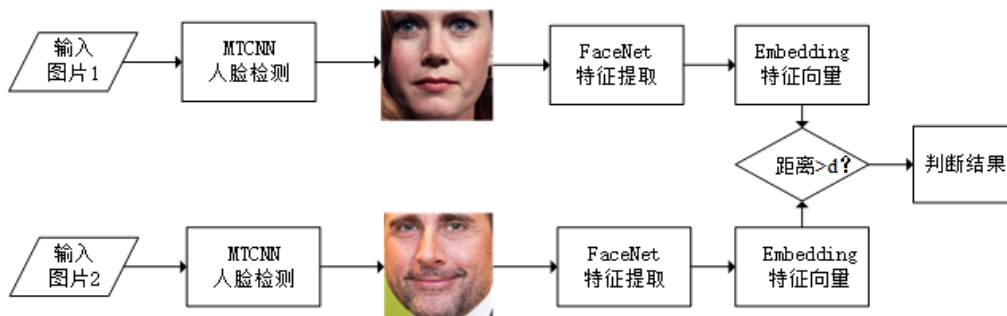 输入
图片1
MTCNN
人脸检测
FaceNet
特征提取
Embedding
特征向量
距离>d?
判断结果
输入
图片2
MTCNN
人脸检测
FaceNet
特征提取
Embedding
特征向量